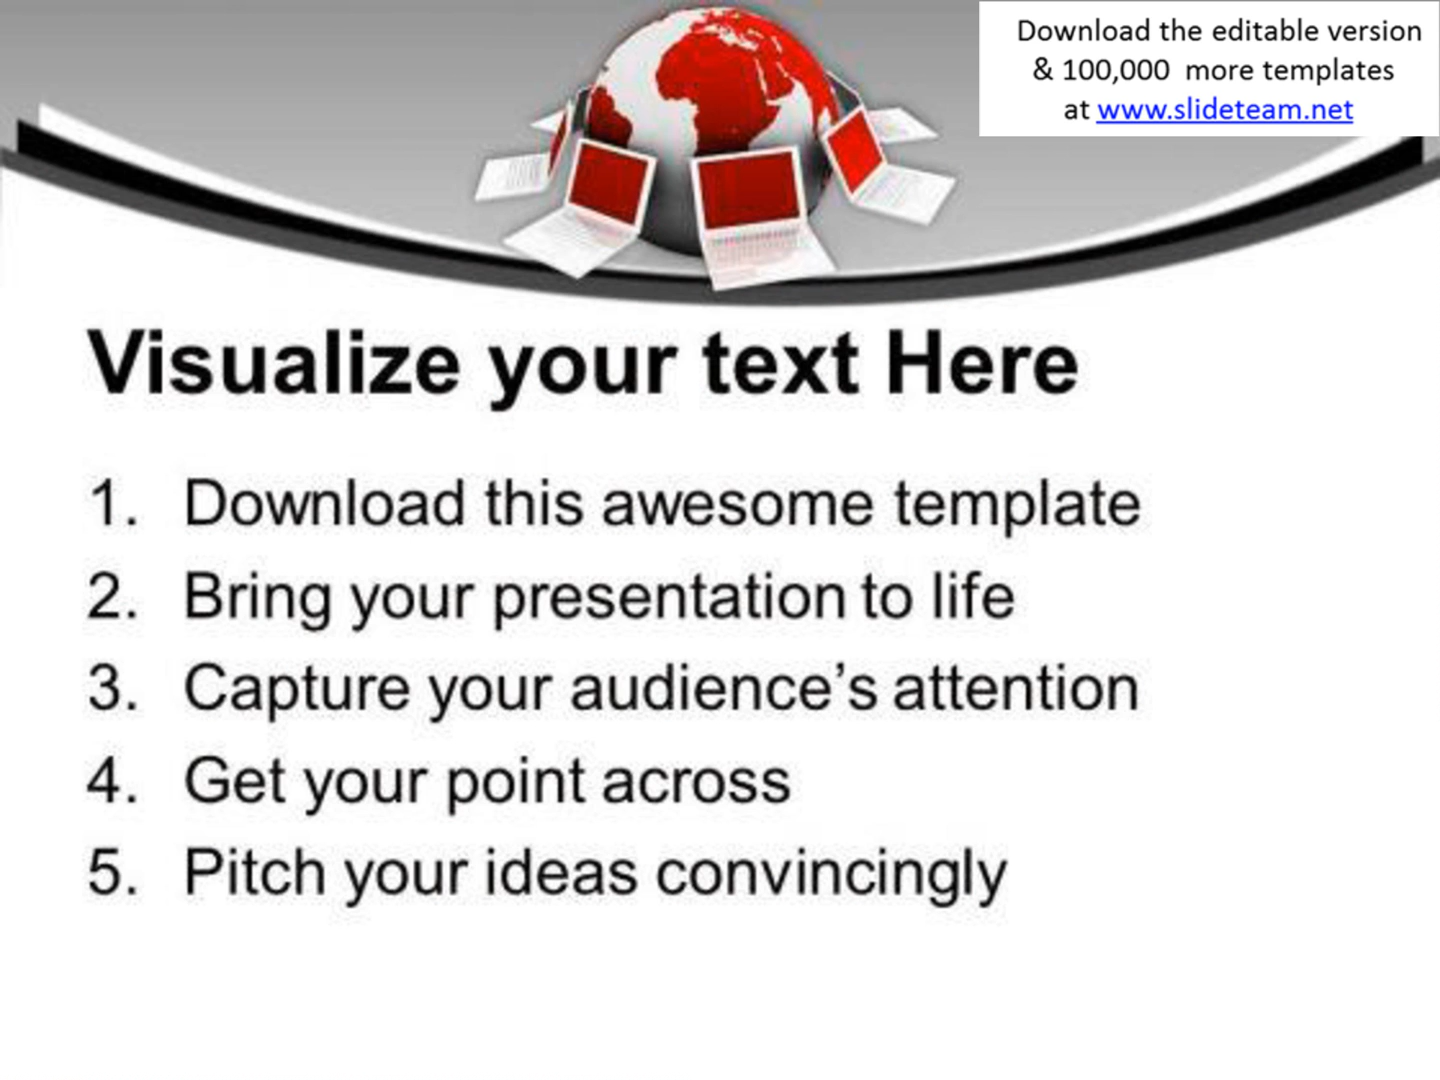 Download the editable version
& 100,000 more templates
at www.slideteam.net
Visualize your text Here
1. Download this awesome template
2. Bring your presentation to life
3. Capture your audience’s attention
4. Get your point across
5. Pitch your ideas convincingly